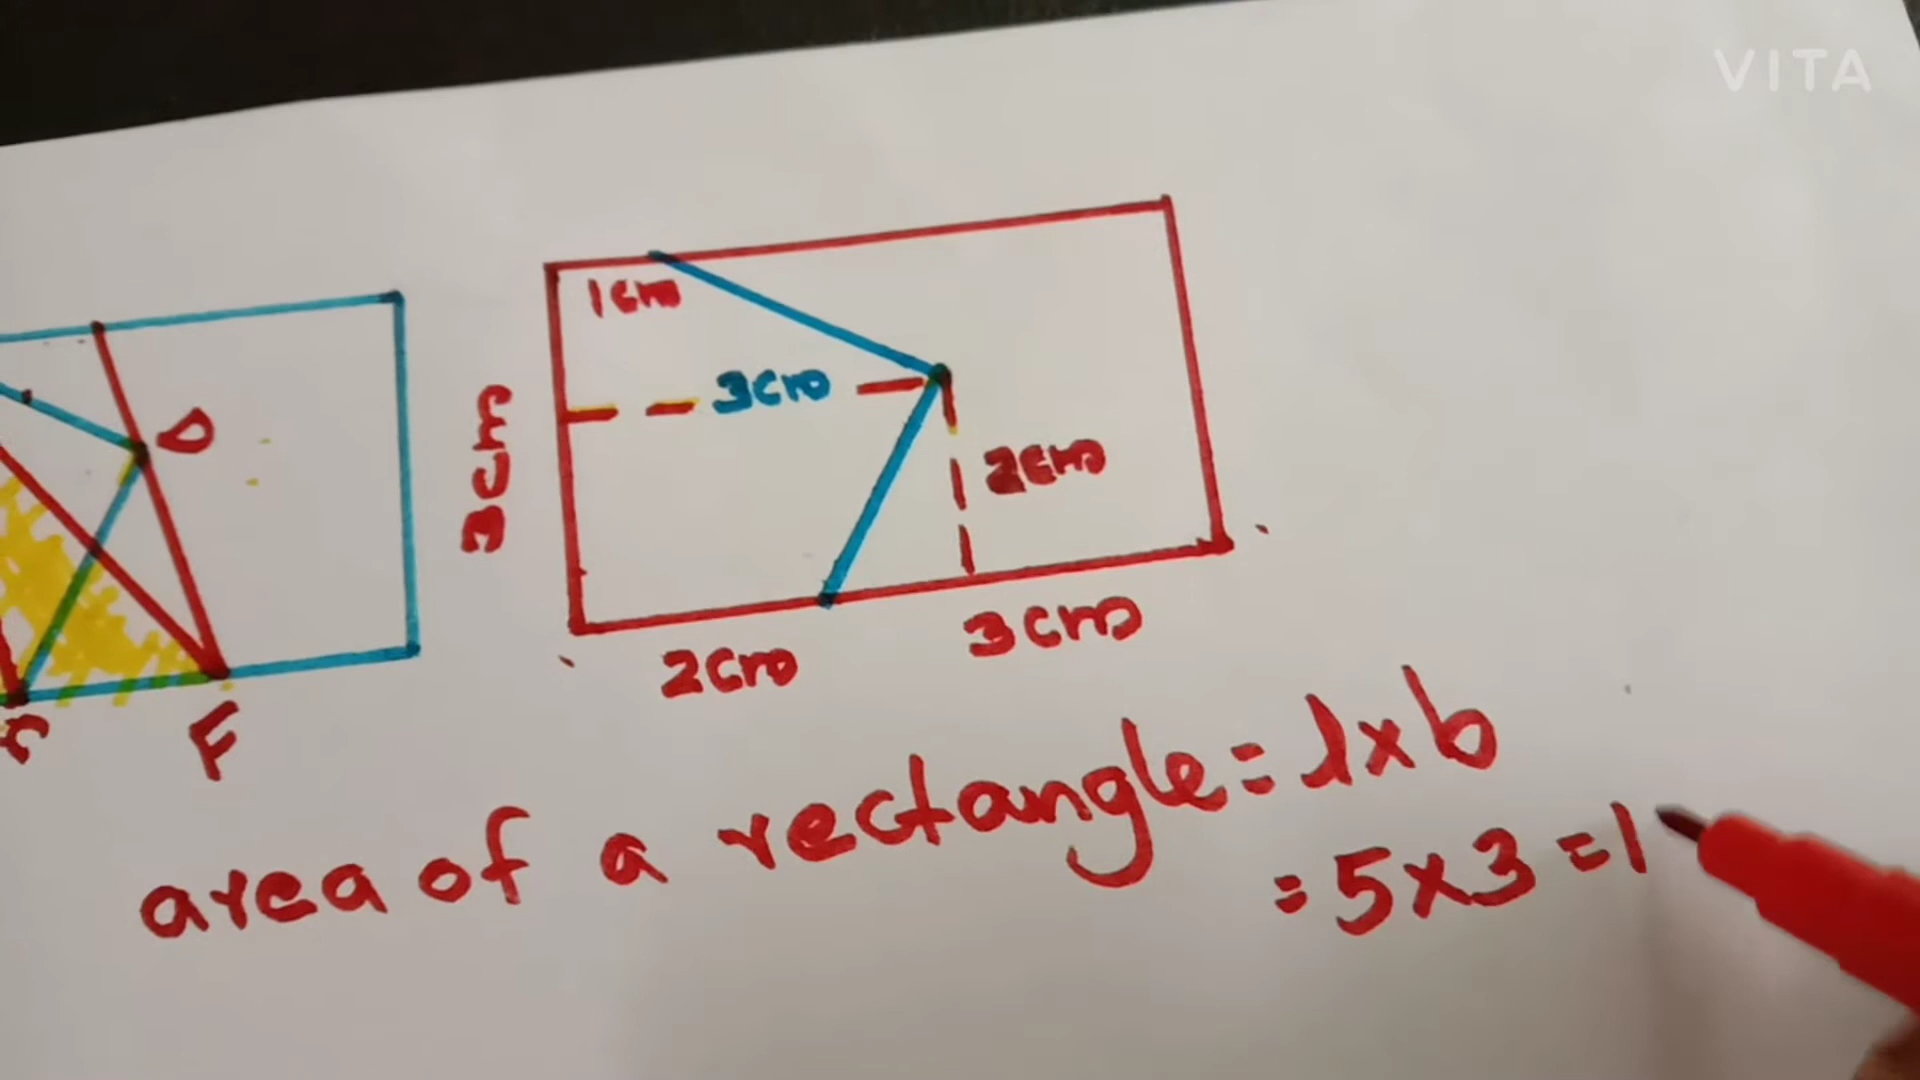 VITA
1cm
3cm
3cm
2cm
D
2cm
3cm
F
area of a rectangle = l×b
= 5×3 = 1